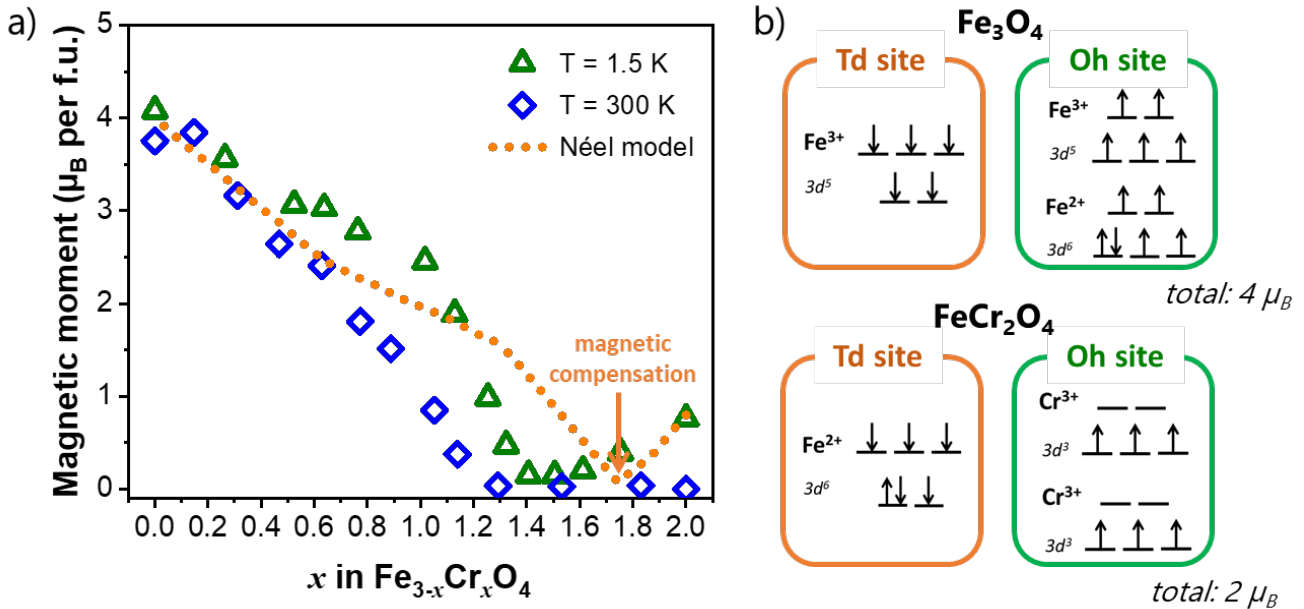 a)
5
4
3
2
1
0
Magnetic moment (μB per f.u.)
T = 1.5 K
T = 300 K
Néel model
magnetic
compensation
0.0 0.2 0.4 0.6 0.8 1.0 1.2 1.4 1.6 1.8 2.0
x in Fe3-xCrxO4
b)
Fe3O4
Td site
Fe3+
3d5
Oh site
Fe3+
3d5
Fe2+
3d6
total: 4 μB
FeCr2O4
Td site
Fe2+
3d6
Oh site
Cr3+
3d3
Cr3+
3d3
total: 2 μB